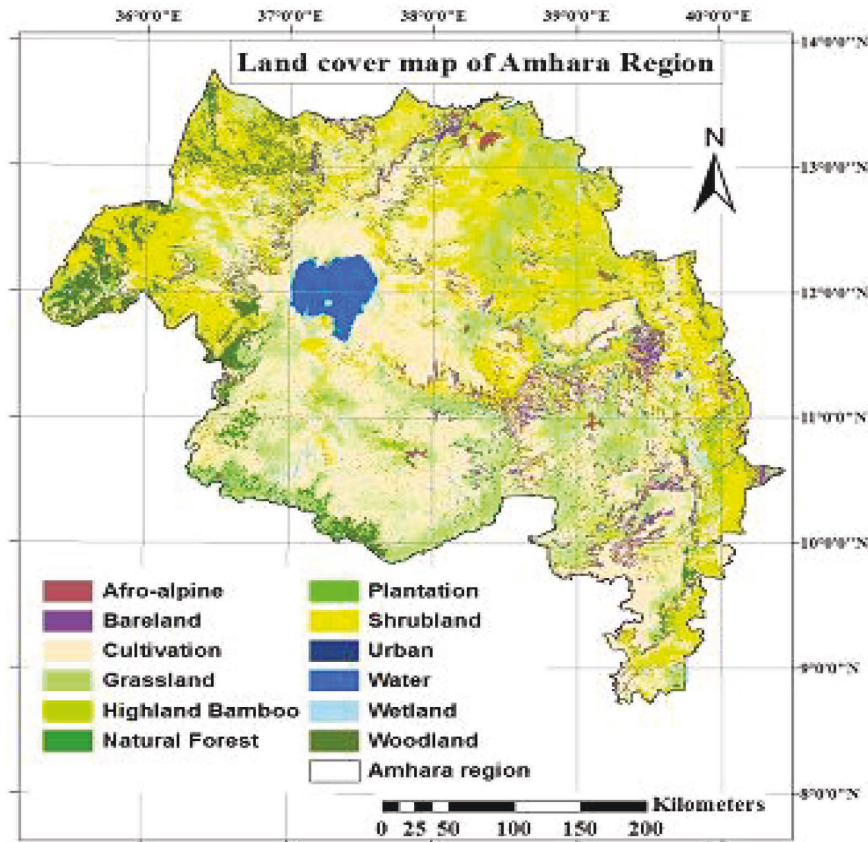 36°0'0"E 37°0'0"E 38°0'0"E 39°0'0"E 40°0'0"E
Land cover map of Amhara Region
14°0'0"N
N
13°0'0"N
12°0'0"N
11°0'0"N
10°0'0"N
9°0'0"N
8°0'0"N
Afro-alpine
Bareland
Cultivation
Grassland
Highland Bamboo
Natural Forest
Plantation
Shrubland
Urban
Water
Wetland
Woodland
Amhara region
Kilometers
0 25 50 100 150 200